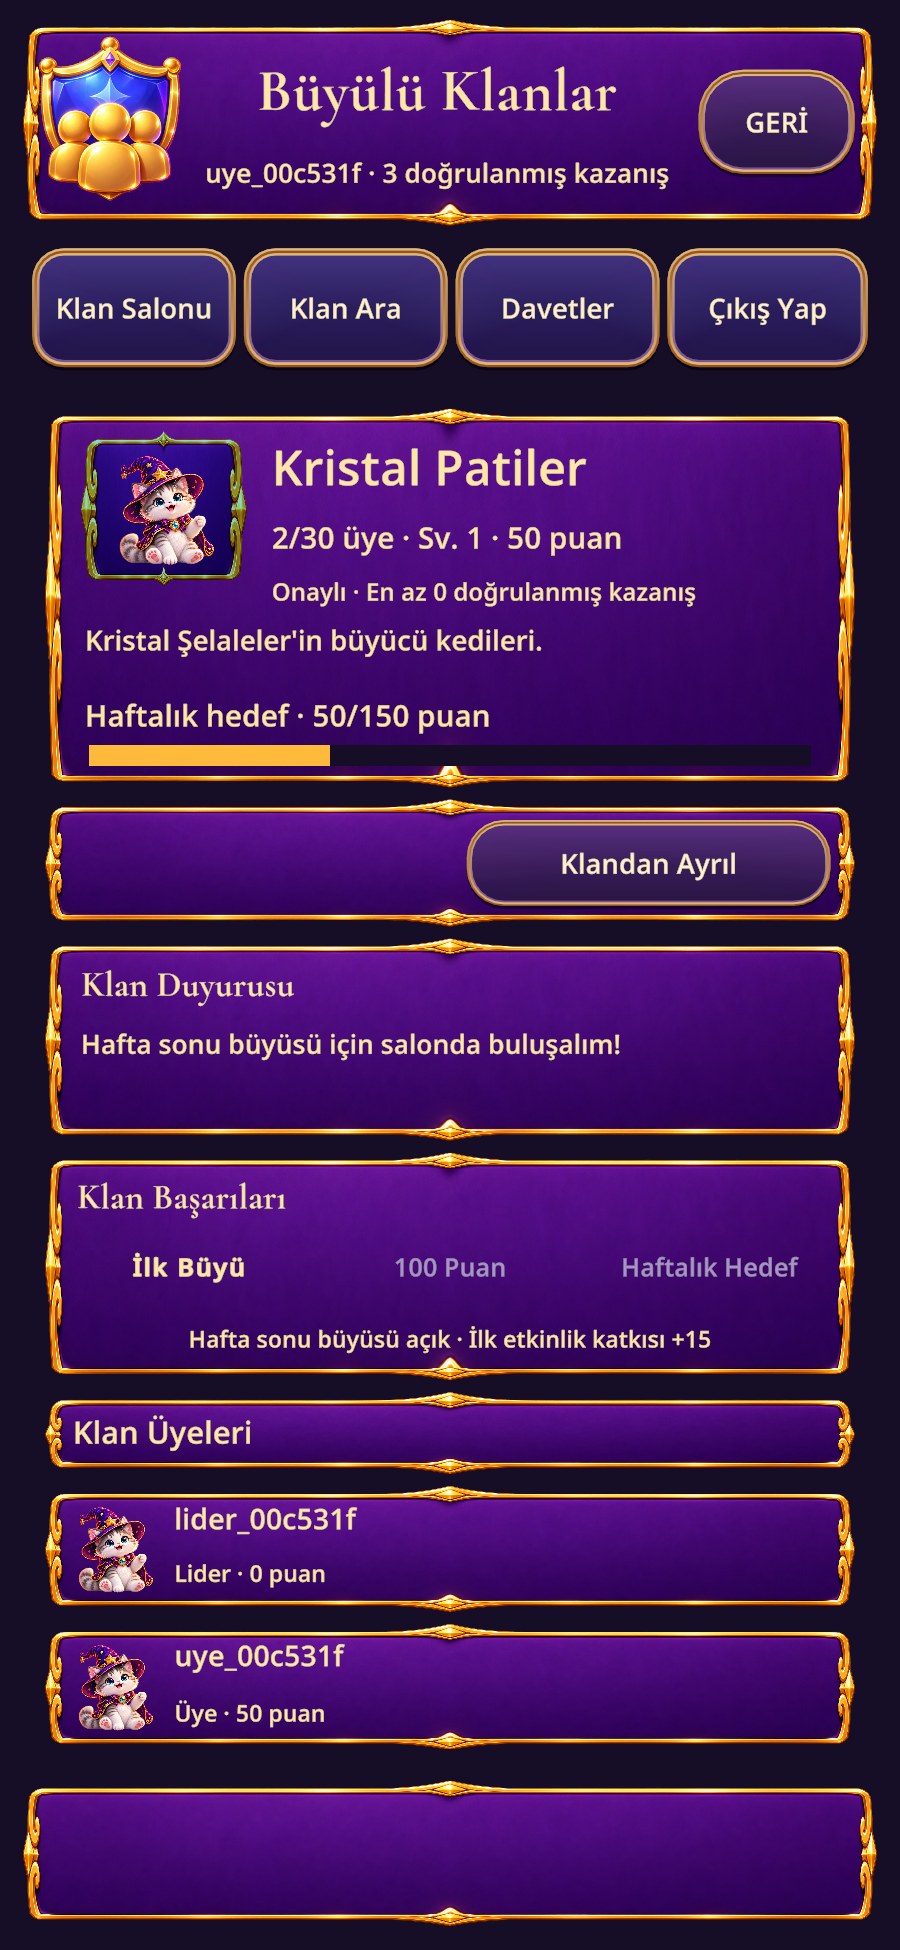 Büyülü Klanlar
uye_00c531f · 3 doğrulanmış kazanış
GERİ
Klan Salonu
Klan Ara
Davetler
Çıkış Yap
Kristal Patiler
2/30 üye · Sv. 1 · 50 puan
Onaylı · En az 0 doğrulanmış kazanış
Kristal Şelaleler'in büyücü kedileri.
Haftalık hedef · 50/150 puan
Klandan Ayrıl
Klan Duyurusu
Hafta sonu büyüsü için salonda buluşalım!
Klan Başarıları
İlk Büyü
100 Puan
Haftalık Hedef
Hafta sonu büyüsü açık · İlk etkinlik katkısı +15
Klan Üyeleri
lider_00c531f
Lider · 0 puan
uye_00c531f
Üye · 50 puan